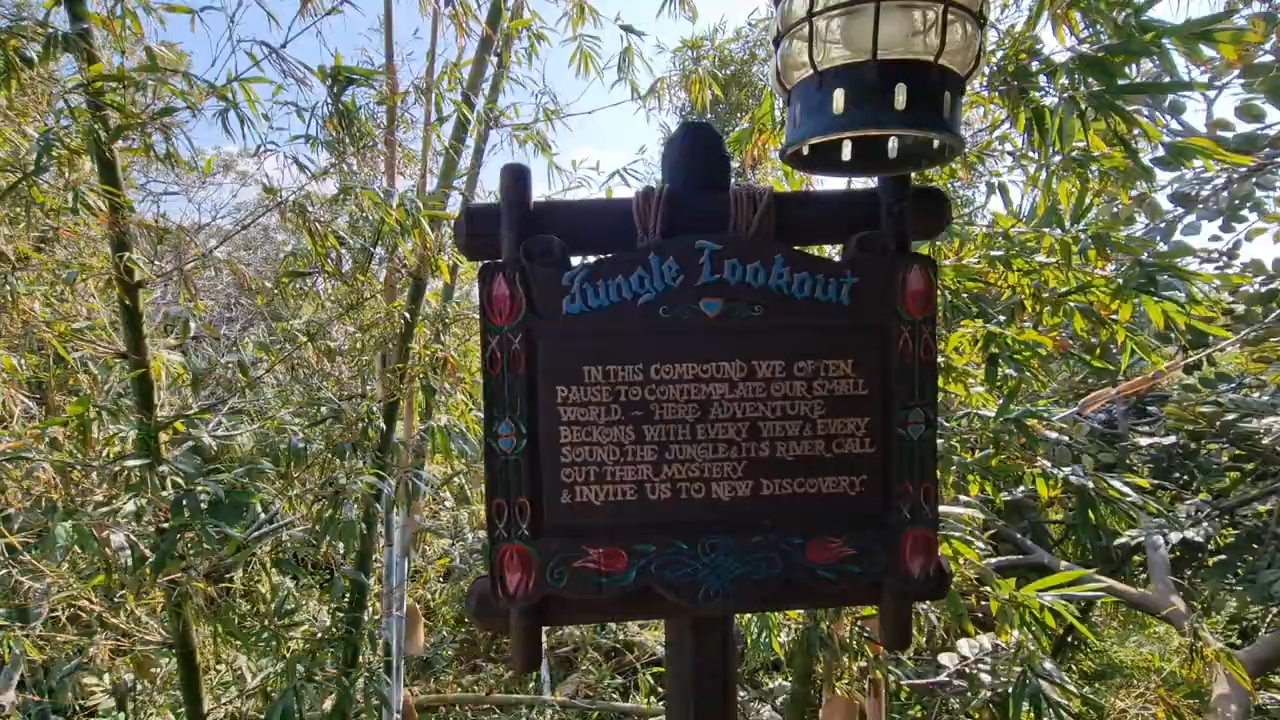 Jungle Lookout
IN THIS COMPOUND WE OFTEN
PAUSE TO CONTEMPLATE OUR SMALL
WORLD. ~ HERE ADVENTURE
BECKONS WITH EVERY VIEW & EVERY
SOUND, THE JUNGLE & ITS RIVER CALL
OUT THEIR MYSTERY
& INVITE US TO NEW DISCOVERY.